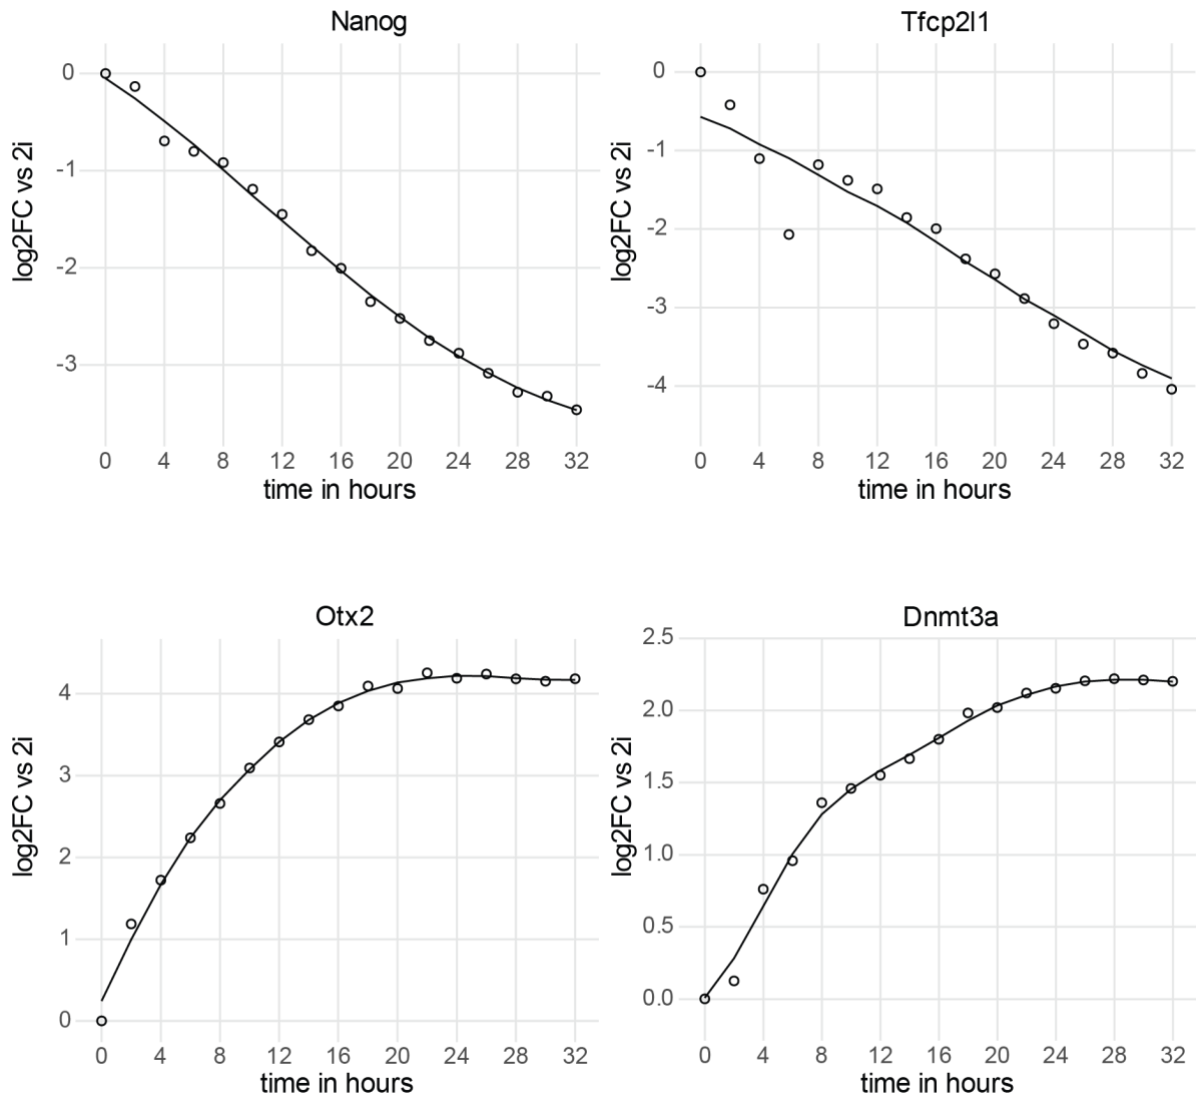 Nanog
log2FC vs 2i
0
-1
-2
-3
0 4 8 12 16 20 24 28 32
time in hours
Tfcp2l1
log2FC vs 2i
0
-1
-2
-3
-4
0 4 8 12 16 20 24 28 32
time in hours
Otx2
log2FC vs 2i
4
3
2
1
0
0 4 8 12 16 20 24 28 32
time in hours
Dnmt3a
log2FC vs 2i
2.5
2.0
1.5
1.0
0.5
0.0
0 4 8 12 16 20 24 28 32
time in hours